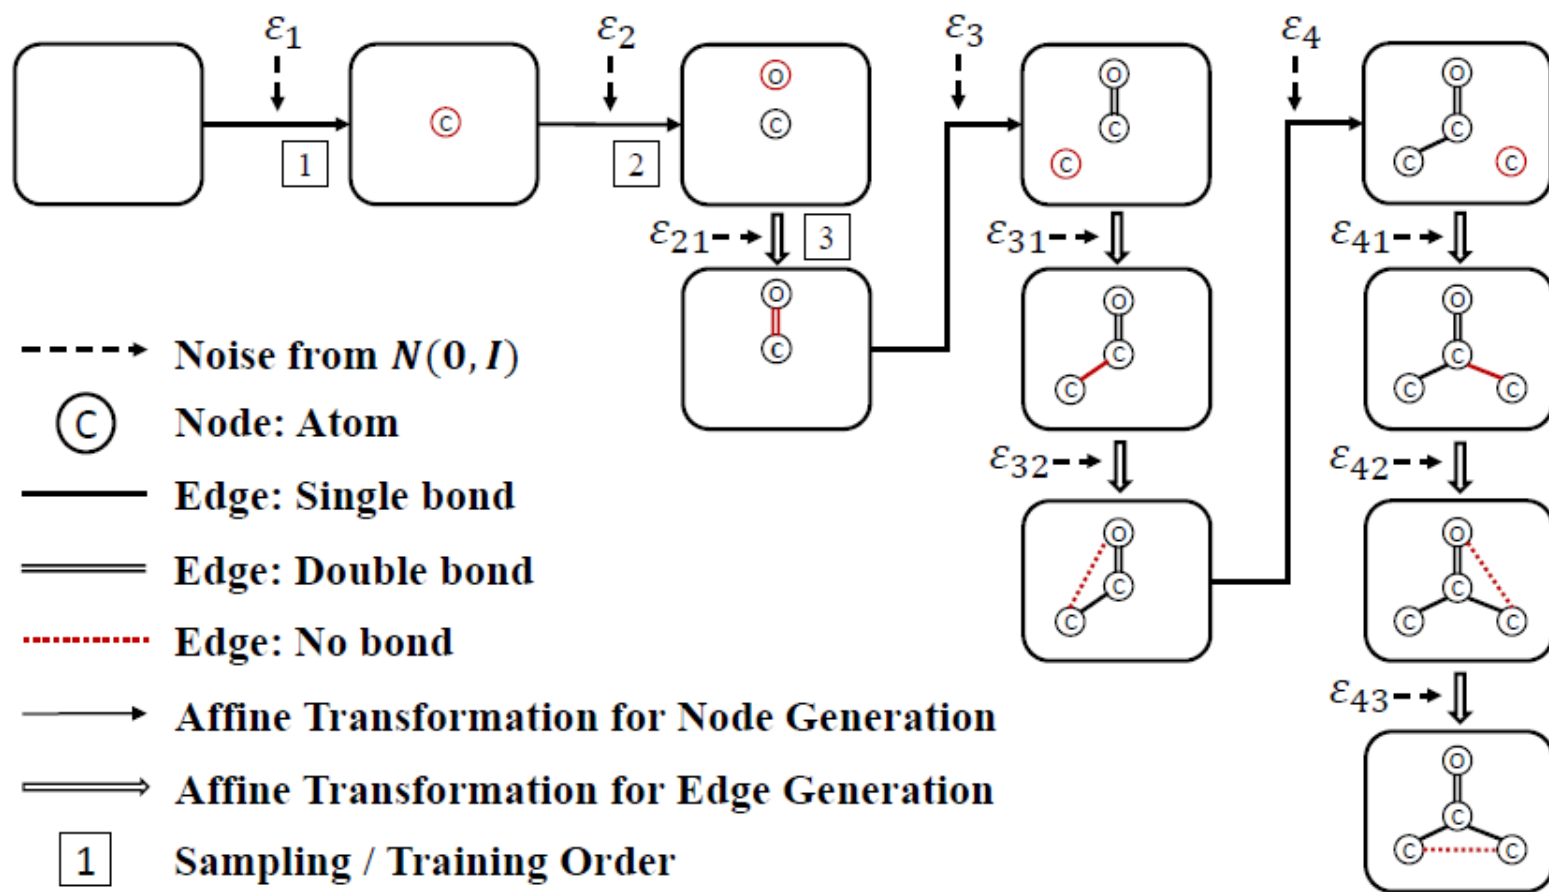 ε1 ε2 ε3 ε4
C
O
C
O
C
C
O
C
C
C
1
2
ε21
3
ε31
ε41
O
C
O
C
C
O
C
C
C
Noise from N(0, I)
C
Node: Atom
ε32
ε42
Edge: Single bond
O
C
C
O
C
C
C
Edge: Double bond
Edge: No bond
ε43
Affine Transformation for Node Generation
Affine Transformation for Edge Generation
O
C
C
C
1
Sampling / Training Order